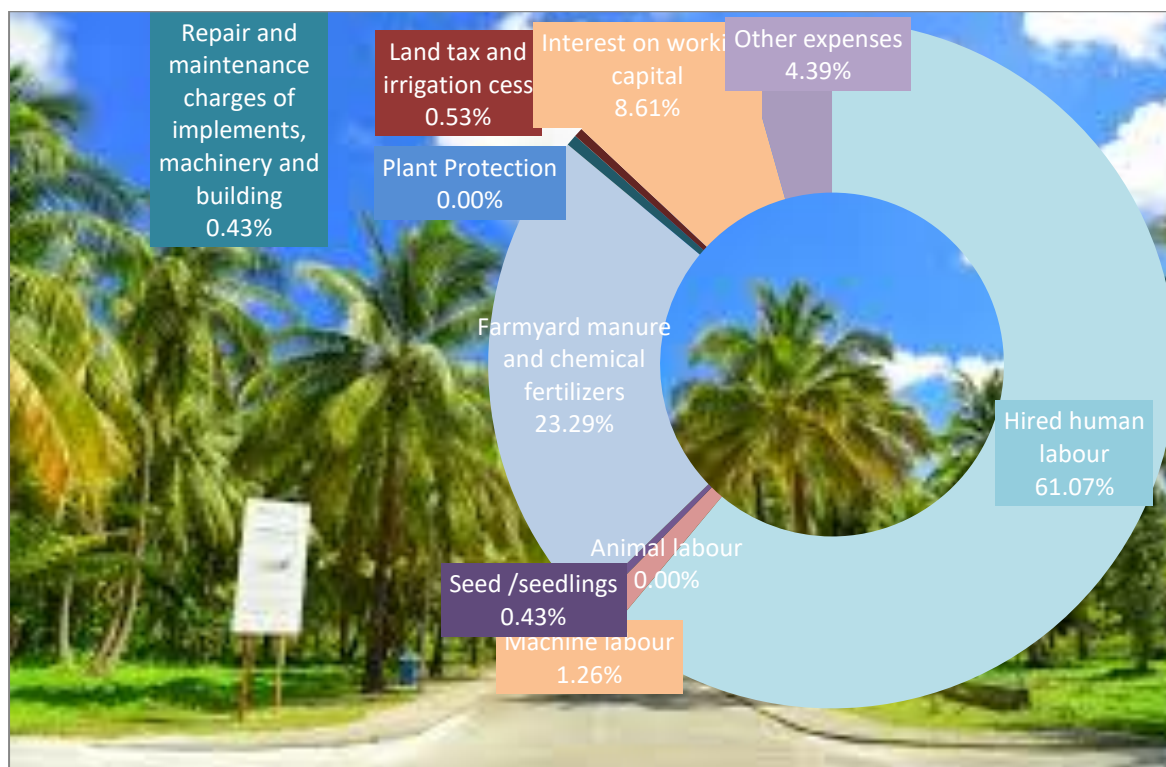 Repair and
maintenance
charges of
implements,
machinery and
building
0.43%
Land tax and
irrigation cess
0.53%
Interest on worki
capital
8.61%
Other expenses
4.39%
Plant Protection
0.00%
Farmyard manure
and chemical
fertilizers
23.29%
Hired human
labour
61.07%
Animal labour
0.00%
Seed /seedlings
0.43%
Machine labour
1.26%